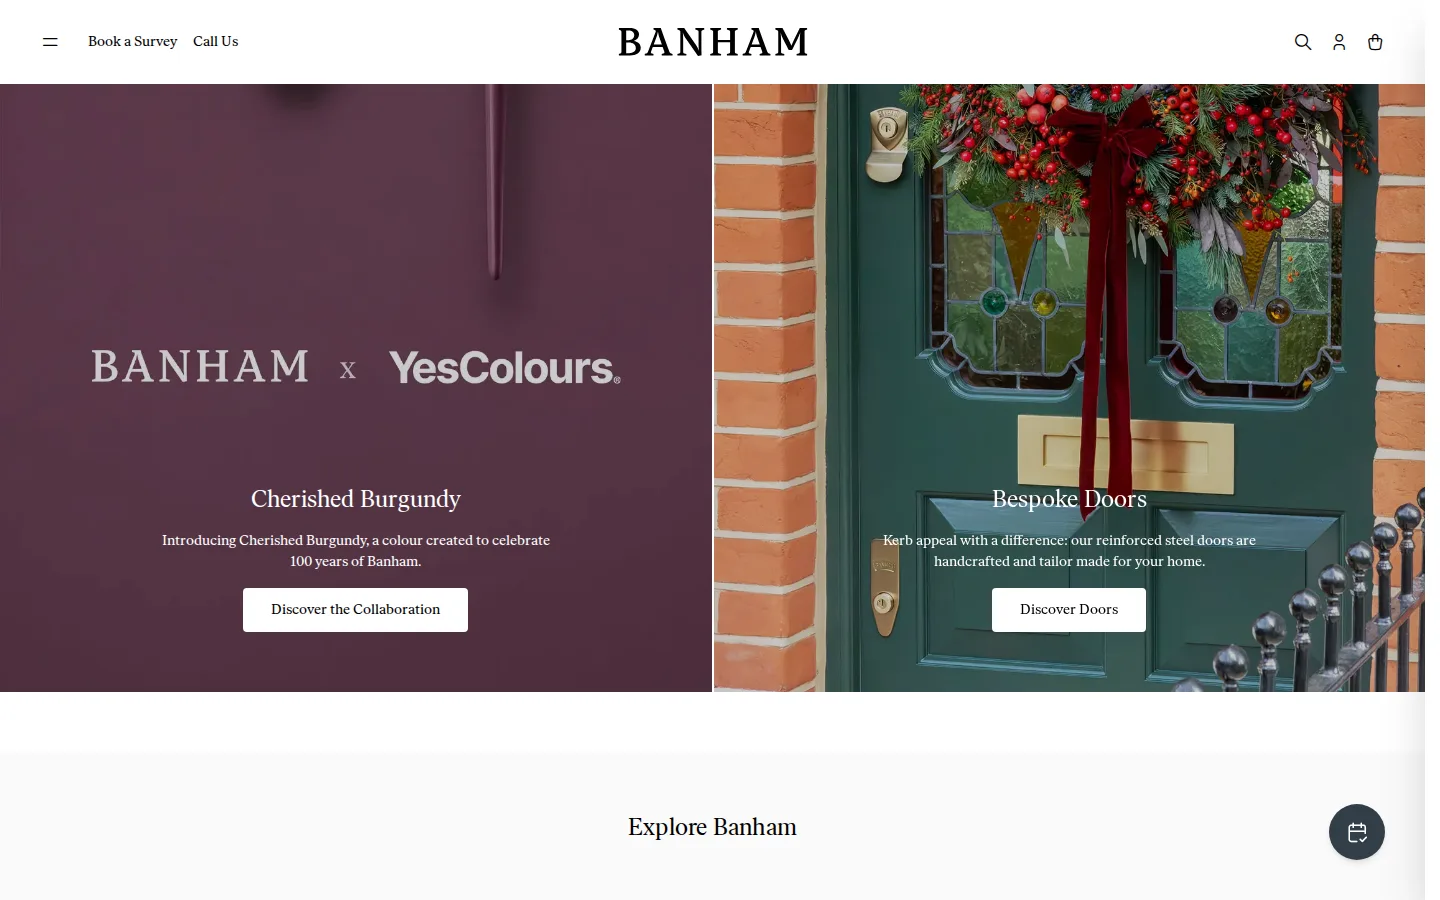 Book a Survey
Call Us
BANHAM
BANHAM x YesColours®
Cherished Burgundy
Introducing Cherished Burgundy, a colour created to celebrate
100 years of Banham.
Discover the Collaboration
Bespoke Doors
Kerb appeal with a difference: our reinforced steel doors are
handcrafted and tailor made for your home.
Discover Doors
Explore Banham